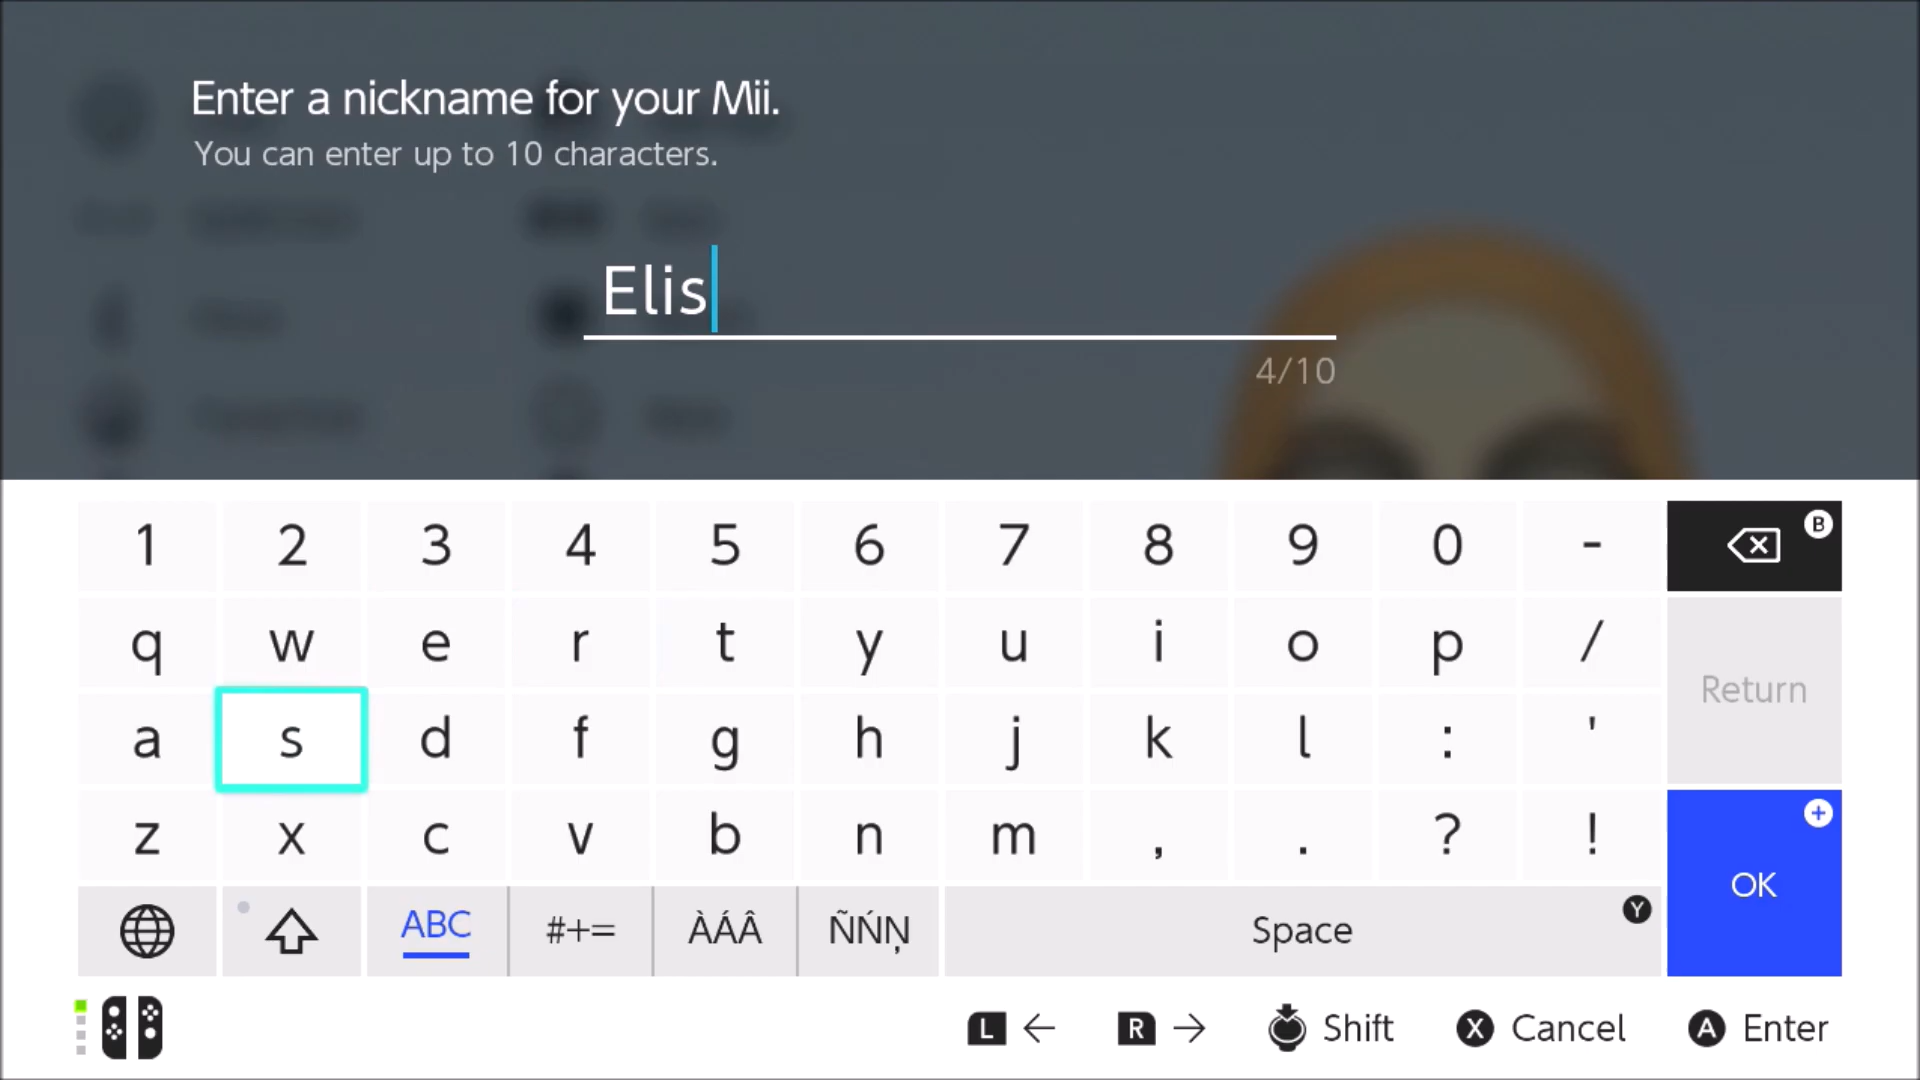 Enter a nickname for your Mii.
You can enter up to 10 characters.
Elis
4/10
1 2 3 4 5 6 7 8 9 0 - B
q w e r t y u i o p / Return
a s d f g h j k l : '
z x c v b n m , . ? ! + OK
ABC #+= ÀÁÂ ÑŃŅ Space Y
L ← R → Shift X Cancel A Enter